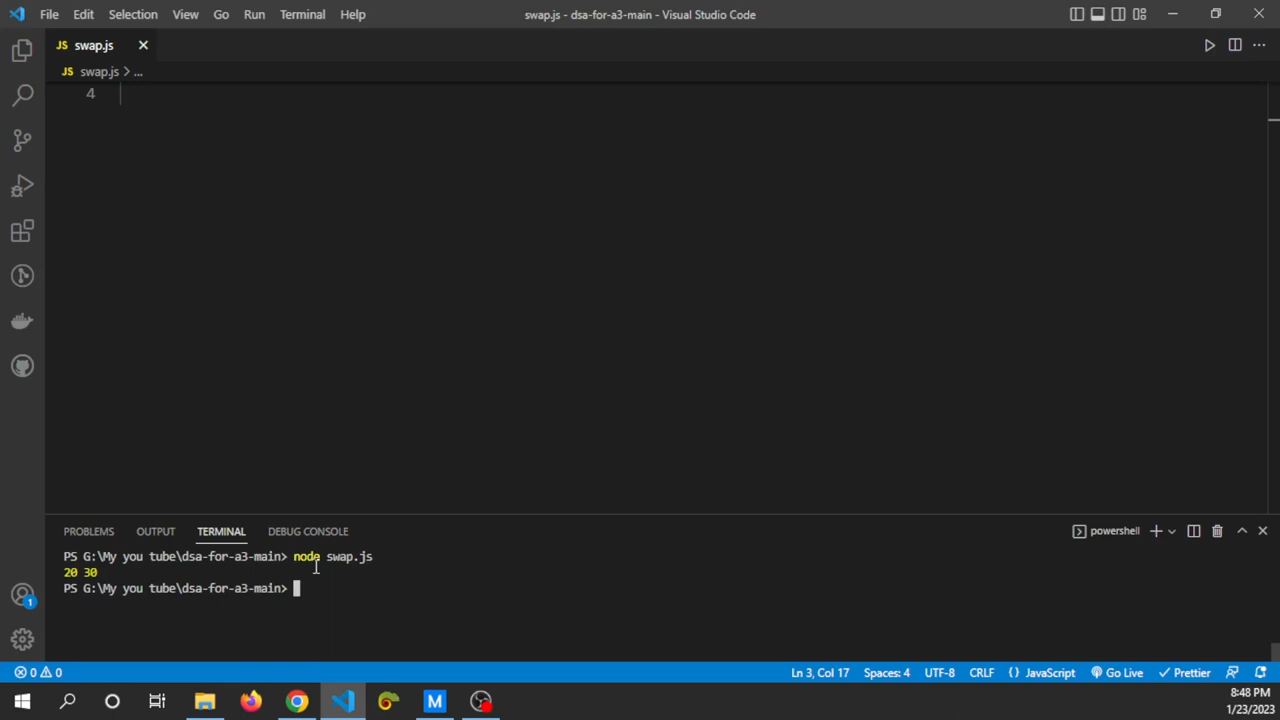 File Edit Selection View Go Run Terminal Help swap.js - dsa-for-a3-main - Visual Studio Code
JS swap.js
JS swap.js > ...
4
PROBLEMS OUTPUT TERMINAL DEBUG CONSOLE powershell
PS G:\My you tube\dsa-for-a3-main> node swap.js
20 30
PS G:\My you tube\dsa-for-a3-main>
1
0 0 Ln 3, Col 17 Spaces: 4 UTF-8 CRLF {} JavaScript Go Live Prettier
M 8:48 PM
1/23/2023